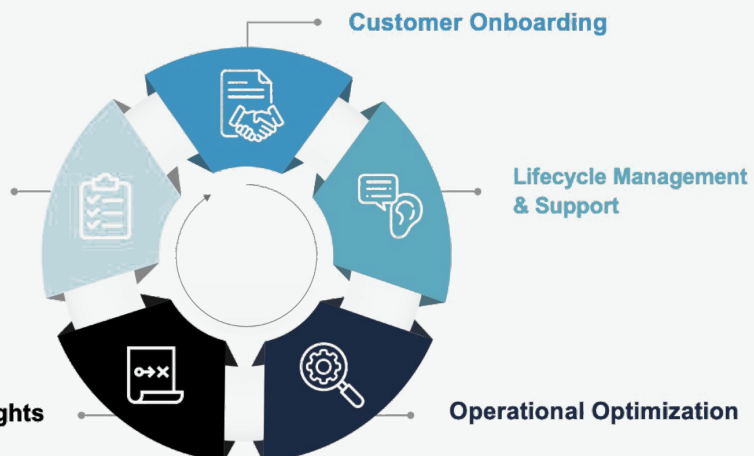 Customer Onboarding
Lifecycle Management
& Support
ghts
Operational Optimization